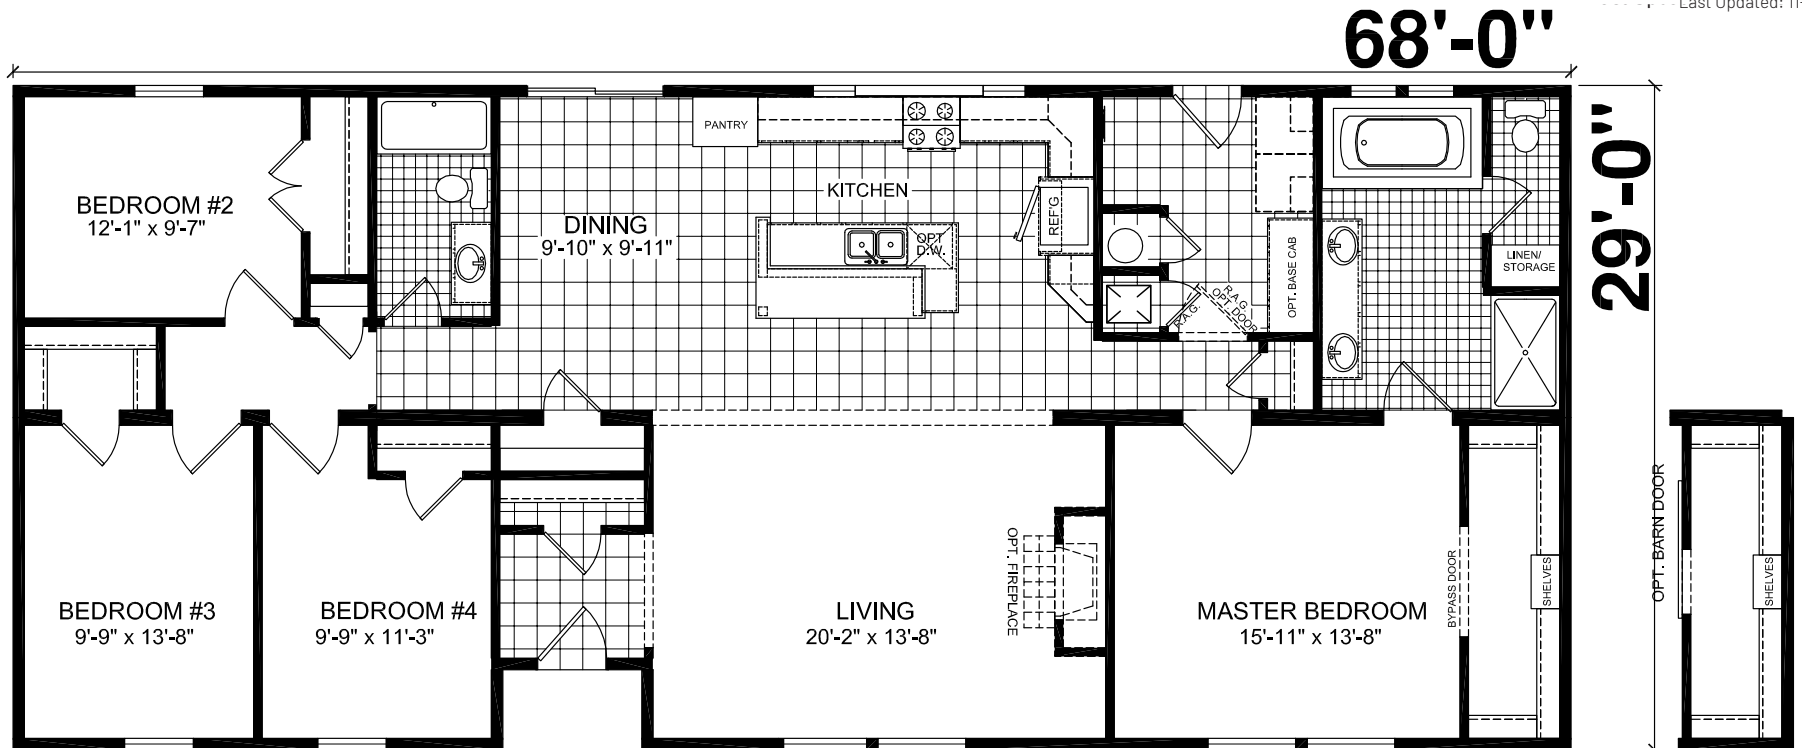 Last Updated: 11-
68'-0"
29'-0"
BEDROOM #2
12'-1" x 9'-7"
DINING
9'-10" x 9'-11"
PANTRY
KITCHEN
OPT
D.W.
REF'G
R.A.G.
R.A.G
OPT DOOR
OPT. BASE CAB
LINEN/
STORAGE
BEDROOM #3
9'-9" x 13'-8"
BEDROOM #4
9'-9" x 11'-3"
LIVING
20'-2" x 13'-8"
OPT. FIREPLACE
MASTER BEDROOM
15'-11" x 13'-8"
BYPASS DOOR
SHELVES
OPT. BARN DOOR
SHELVES